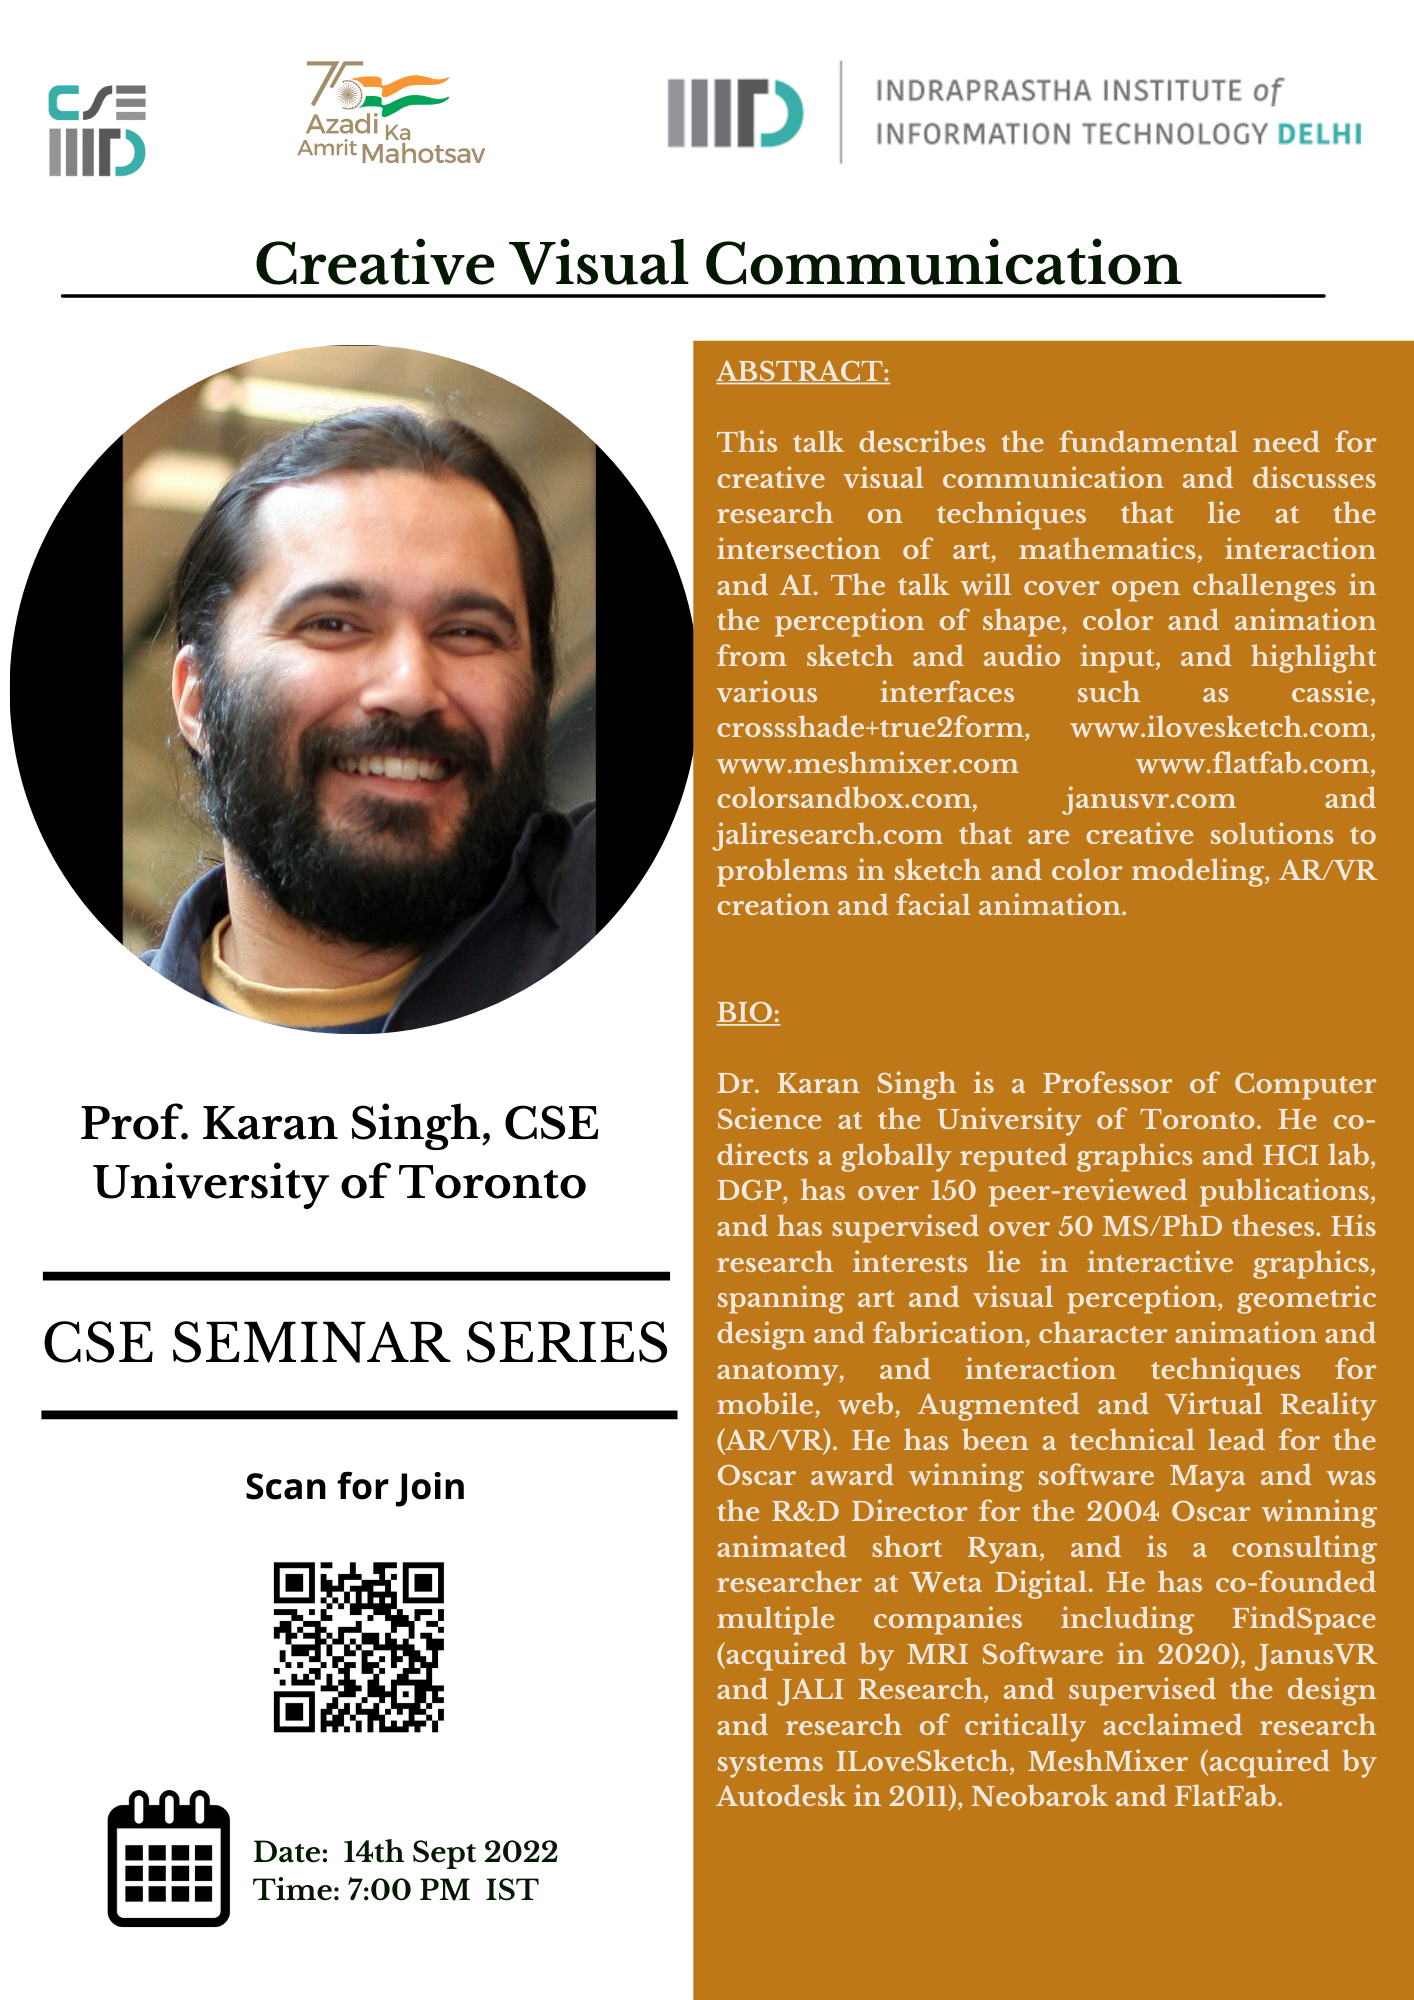 CSE
IIITD
75
Azadi Ka
Amrit Mahotsav
IIITD
INDRAPRASTHA INSTITUTE of
INFORMATION TECHNOLOGY DELHI
Creative Visual Communication
Prof. Karan Singh, CSE
University of Toronto
CSE SEMINAR SERIES
Scan for Join
Date: 14th Sept 2022
Time: 7:00 PM IST
ABSTRACT:
This talk describes the fundamental need for
creative visual communication and discusses
research on techniques that lie at the
intersection of art, mathematics, interaction
and AI. The talk will cover open challenges in
the perception of shape, color and animation
from sketch and audio input, and highlight
various interfaces such as cassie,
crossshade+true2form, www.ilovesketch.com,
www.meshmixer.com www.flatfab.com,
colorsandbox.com, janusvr.com and
jaliresearch.com that are creative solutions to
problems in sketch and color modeling, AR/VR
creation and facial animation.
BIO:
Dr. Karan Singh is a Professor of Computer
Science at the University of Toronto. He co-
directs a globally reputed graphics and HCI lab,
DGP, has over 150 peer-reviewed publications,
and has supervised over 50 MS/PhD theses. His
research interests lie in interactive graphics,
spanning art and visual perception, geometric
design and fabrication, character animation and
anatomy, and interaction techniques for
mobile, web, Augmented and Virtual Reality
(AR/VR). He has been a technical lead for the
Oscar award winning software Maya and was
the R&D Director for the 2004 Oscar winning
animated short Ryan, and is a consulting
researcher at Weta Digital. He has co-founded
multiple companies including FindSpace
(acquired by MRI Software in 2020), JanusVR
and JALI Research, and supervised the design
and research of critically acclaimed research
systems ILoveSketch, MeshMixer (acquired by
Autodesk in 2011), Neobarok and FlatFab.